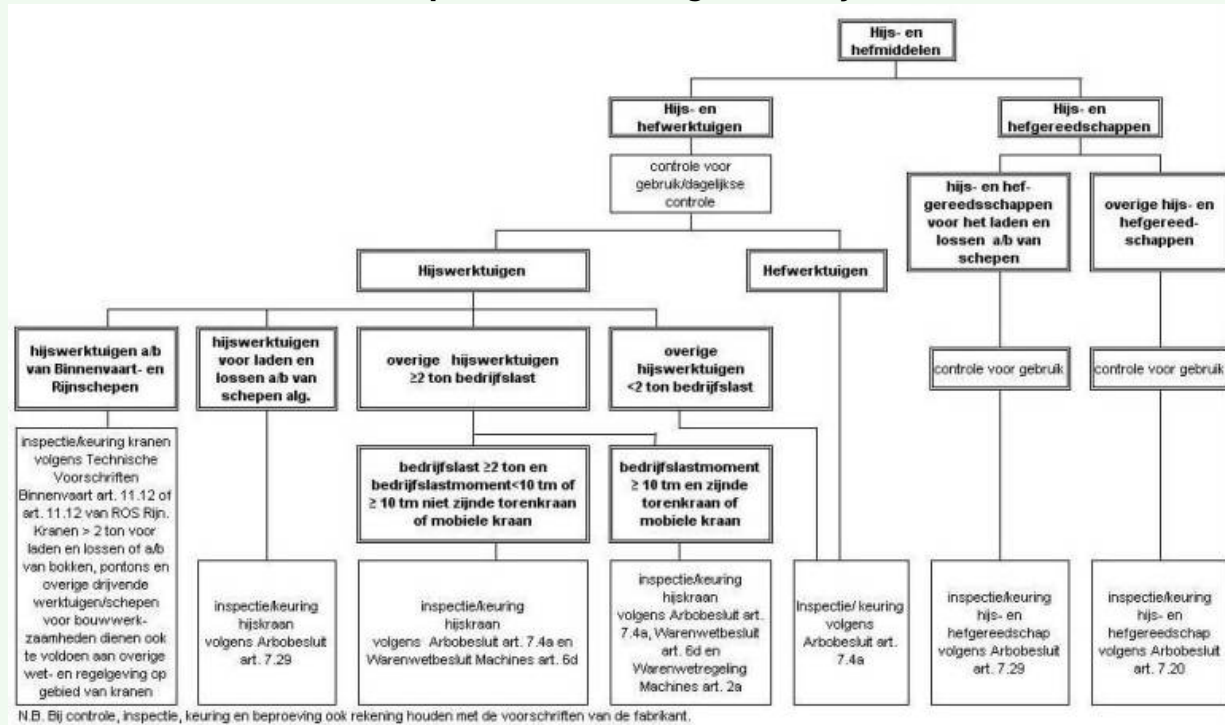 Hijs- en
hefmiddelen
Hijs- en
hefwerktuigen
Hijs- en
hefgereedschappen
controle voor
gebruik/dagelijkse
controle
hijs- en hef-
gereedsschappen
voor het laden en
lossen a/b van
schepen
overige hijs- en
hefgereed-
schappen
Hijswerktuigen
Hefwerktuigen
hijswerktuigen a/b
van Binnenvaart- en
Rijnschepen
hijswerktuigen
voor laden en
lossen a/b van
schepen alg.
overige hijswerktuigen
≥2 ton bedrijfslast
overige
hijswerktuigen
<2 ton bedrijfslast
controle voor gebruik
controle voor gebruik
inspectie/keuring kranen
volgens Technische
Voorschriften
Binnenvaart art. 11.12 of
art. 11.12 van ROS Rijn.
Kranen > 2 ton voor
laden en lossen of a/b
van bokken, pontons en
overige drijvende
werktuigen/schepen
voor bouwwerk-
zaamheden dienen ook
te voldoen aan overige
wet- en regelgeving op
gebied van kranen
bedrijfslast ≥2 ton en
bedrijfslastmoment<10 tm of
≥ 10 tm niet zijnde torenkraan
of mobiele kraan
bedrijfslastmoment
≥ 10 tm en zijnde
torenkraan of
mobiele kraan
inspectie/keuring
hijskraan
volgens Arbobesluit
art. 7.29
inspectie/keuring
hijskraan
volgens Arbobesluit art. 7.4a en
Warenwetbesluit Machines art. 6d
inspectie/keuring
hijskraan
volgens Arbobesluit art.
7.4a, Warenwetbesluit
art. 6d en
Warenwetregeling
Machines art. 2a
Inspectie/ keuring
volgens
Arbobesluit art.
7.4a
inspectie/keuring
hijs- en
hefgereedschap
volgens Arbobesluit
art. 7.29
inspectie/keuring
hijs- en
hefgereedschap
volgens Arbobesluit
art. 7.20
N.B. Bij controle, inspectie, keuring en beproeving ook rekening houden met de voorschriften van de fabrikant.